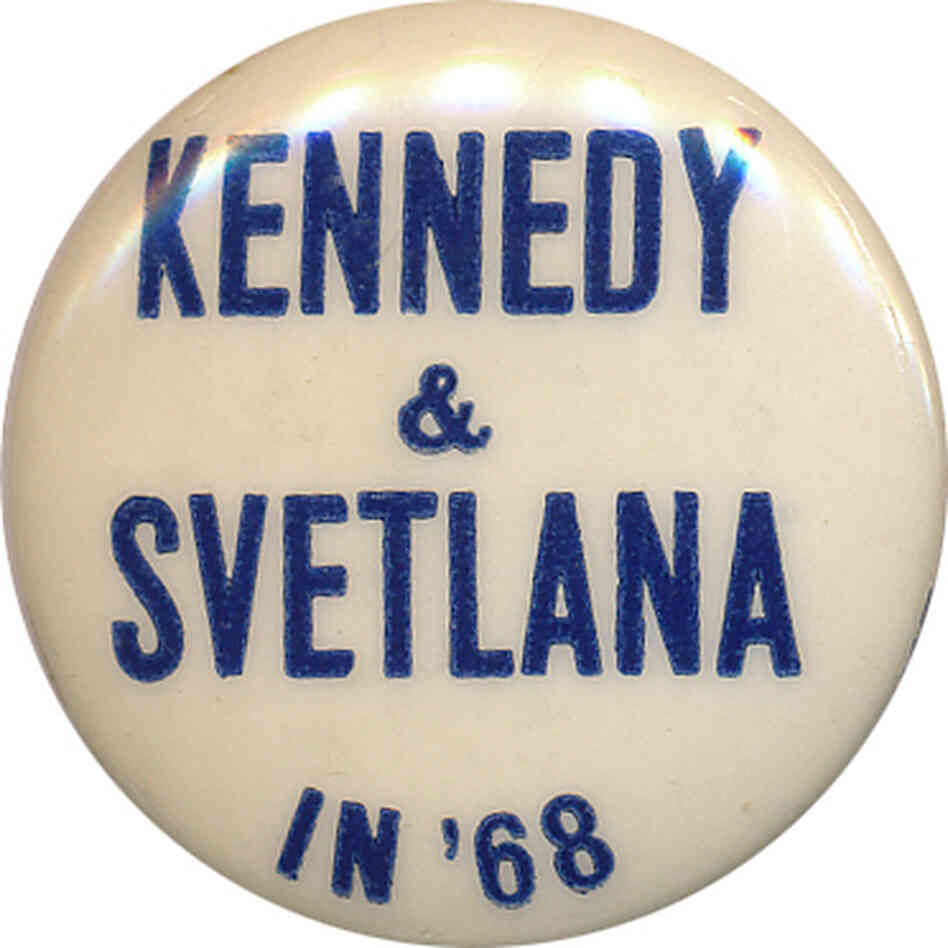 KENNEDY
&
SVETLANA
IN '68